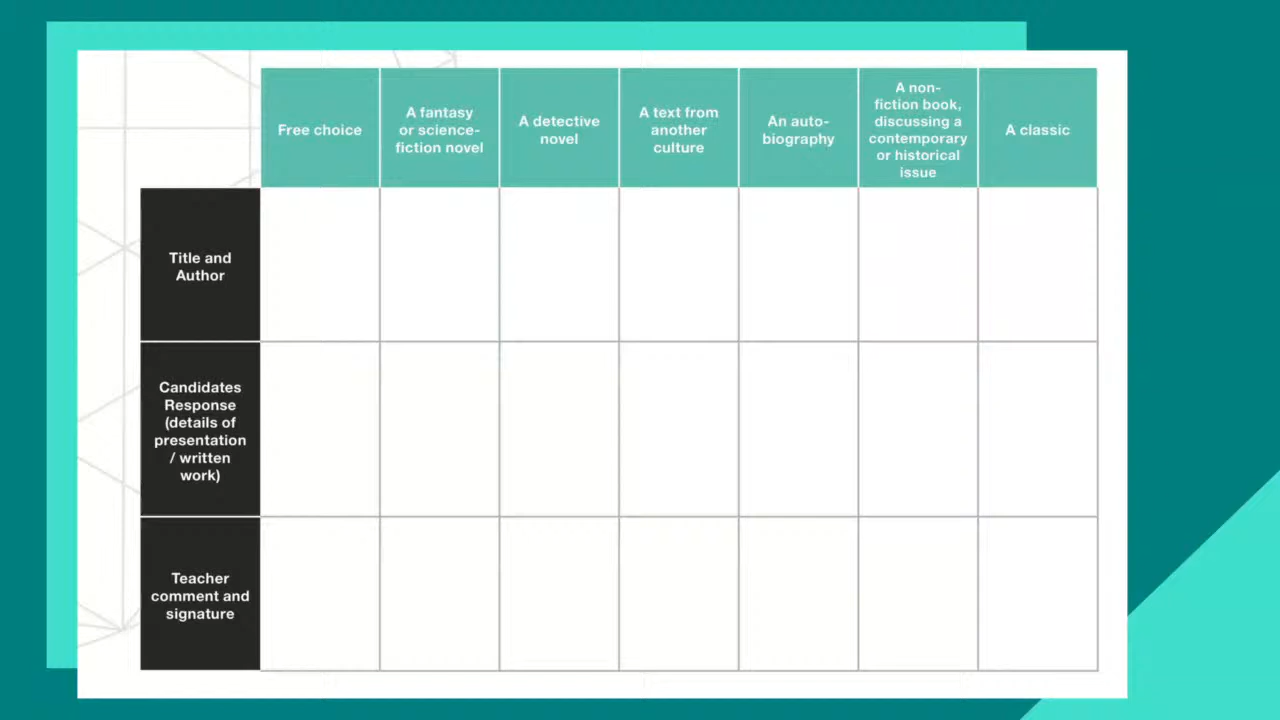 Free choice
A fantasy
or science-
fiction novel
A detective
novel
A text from
another
culture
An auto-
biography
A non-
fiction book,
discussing a
contemporary
or historical
issue
A classic
Title and
Author
Candidates
Response
(details of
presentation
/ written
work)
Teacher
comment and
signature